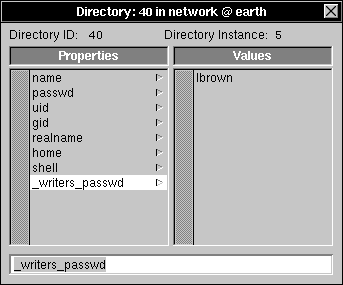 Directory: 40 in network @ earth
Directory ID: 40 Directory Instance: 5
Properties Values
name lbrown
passwd
uid
gid
realname
home
shell
_writers_passwd
_writers_passwd